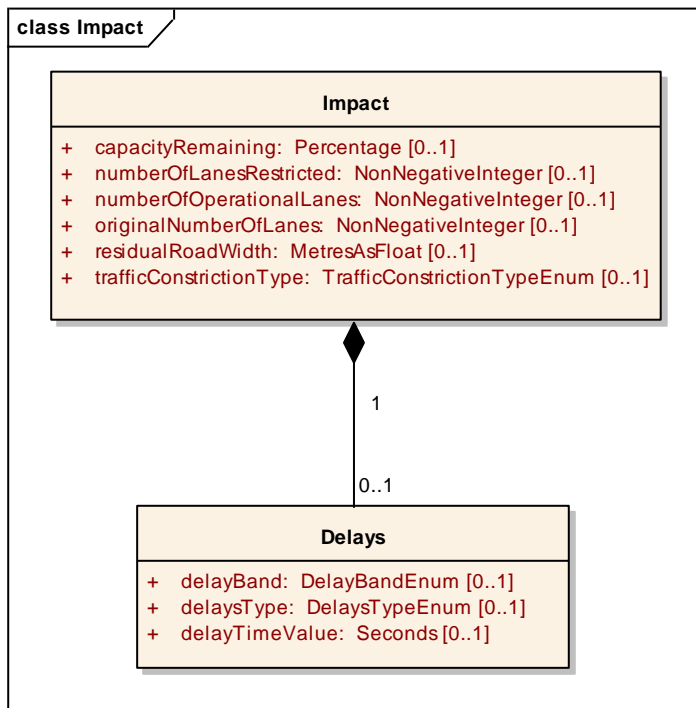 class Impact
Impact
+ capacityRemaining: Percentage [0..1]
+ numberOfLanesRestricted: NonNegativeInteger [0..1]
+ numberOfOperationalLanes: NonNegativeInteger [0..1]
+ originalNumberOfLanes: NonNegativeInteger [0..1]
+ residualRoadWidth: MetresAsFloat [0..1]
+ trafficConstrictionType: TrafficConstrictionTypeEnum [0..1]
1
0..1
Delays
+ delayBand: DelayBandEnum [0..1]
+ delaysType: DelaysTypeEnum [0..1]
+ delayTimeValue: Seconds [0..1]